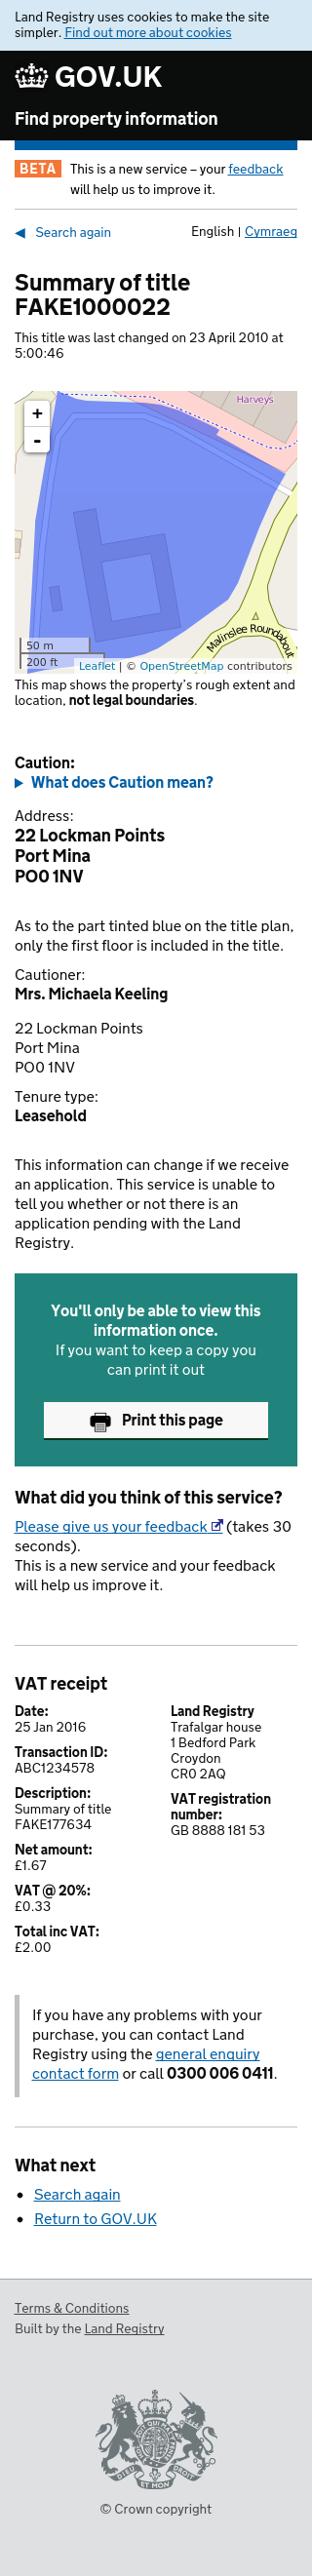 Land Registry uses cookies to make the site
simpler. Find out more about cookies
GOV.UK
Find property information
BETA This is a new service – your feedback
will help us to improve it.
◀ Search again English | Cymraeg
Summary of title
FAKE1000022
This title was last changed on 23 April 2010 at
5:00:46
Harveys
+
-
Malinslee Roundabout
50 m
200 ft
Leaflet | © OpenStreetMap contributors
This map shows the property's rough extent and
location, not legal boundaries.
Caution:
▶ What does Caution mean?
Address:
22 Lockman Points
Port Mina
PO0 1NV
As to the part tinted blue on the title plan,
only the first floor is included in the title.
Cautioner:
Mrs. Michaela Keeling
22 Lockman Points
Port Mina
PO0 1NV
Tenure type:
Leasehold
This information can change if we receive
an application. This service is unable to
tell you whether or not there is an
application pending with the Land
Registry.
You'll only be able to view this
information once.
If you want to keep a copy you
can print it out
Print this page
What did you think of this service?
Please give us your feedback (takes 30
seconds).
This is a new service and your feedback
will help us improve it.
VAT receipt
Date:
25 Jan 2016
Transaction ID:
ABC1234578
Description:
Summary of title
FAKE177634
Net amount:
£1.67
VAT @ 20%:
£0.33
Total inc VAT:
£2.00
Land Registry
Trafalgar house
1 Bedford Park
Croydon
CR0 2AQ
VAT registration
number:
GB 8888 181 53
If you have any problems with your
purchase, you can contact Land
Registry using the general enquiry
contact form or call 0300 006 0411.
What next
• Search again
• Return to GOV.UK
Terms & Conditions
Built by the Land Registry
DIEU ET MON
© Crown copyright